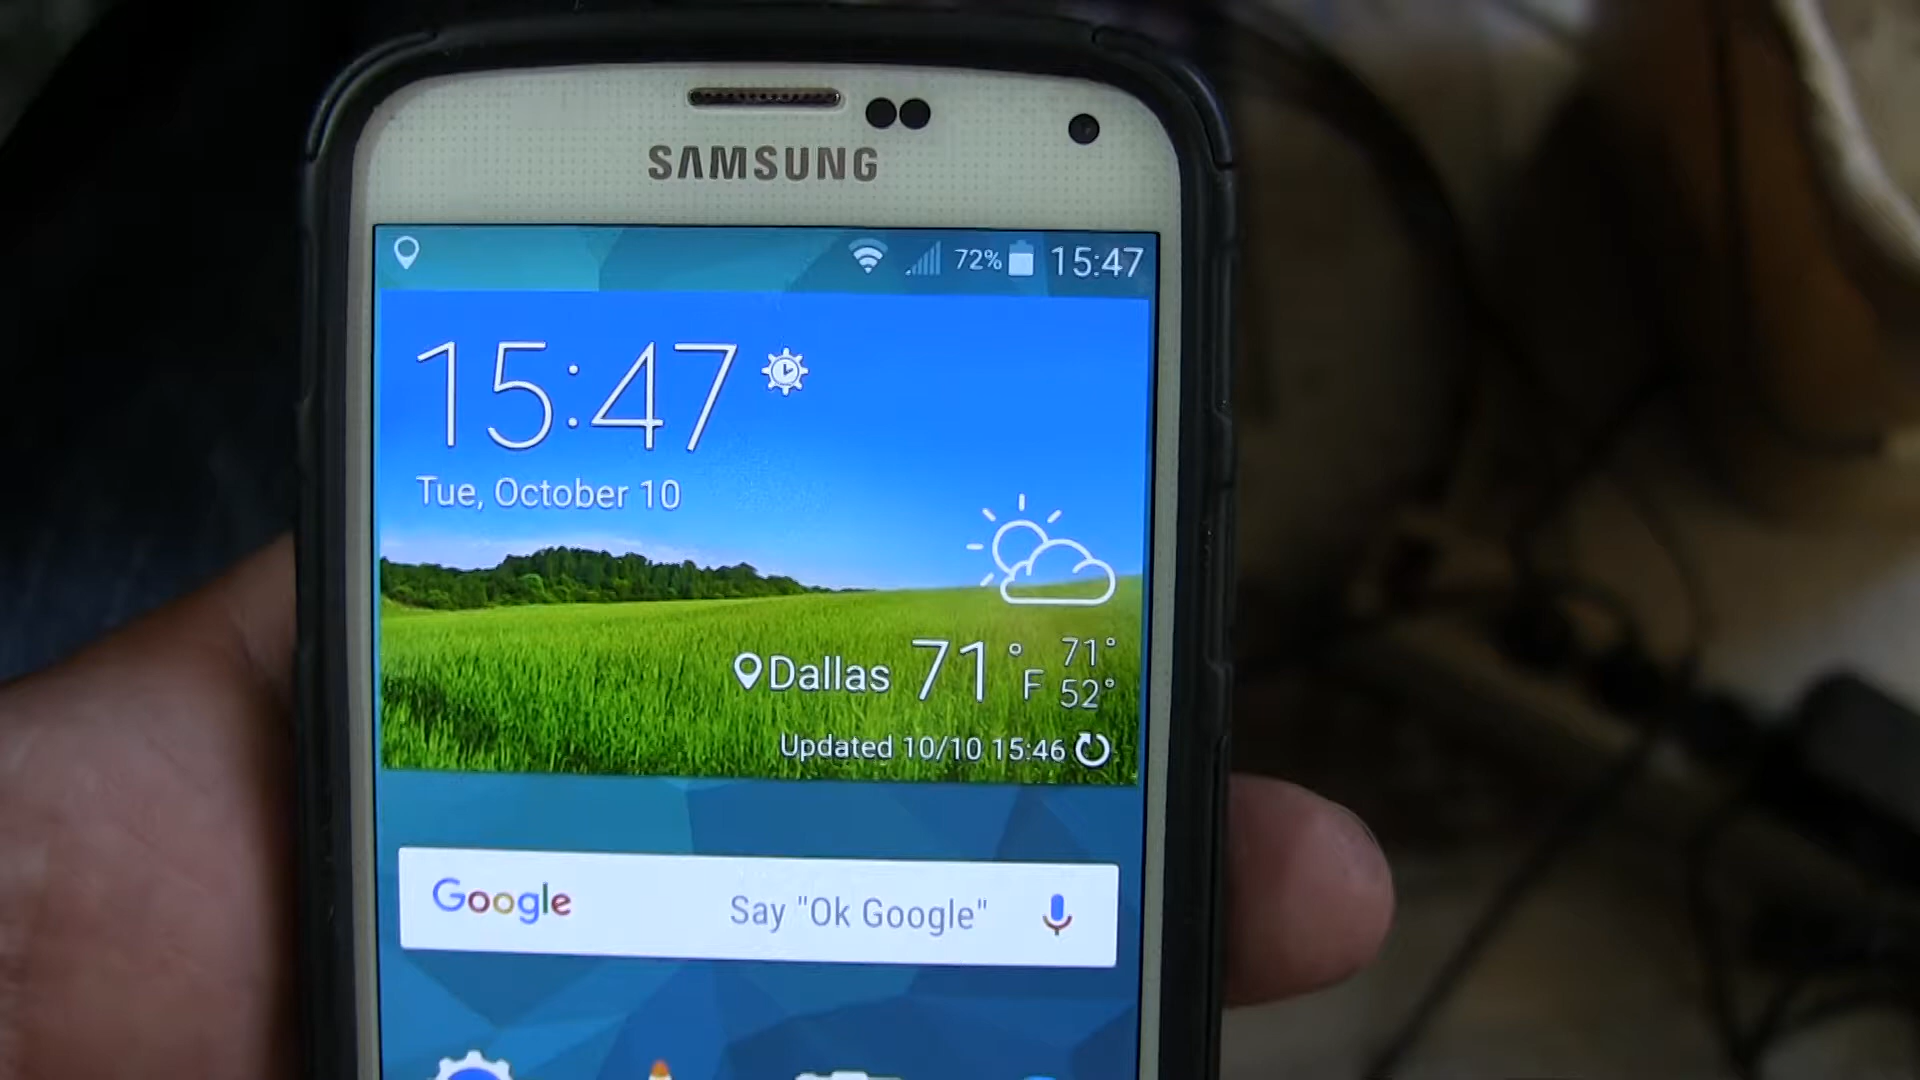 SAMSUNG
72% 15:47
15:47
Tue, October 10
Dallas 71° F 71° 52°
Updated 10/10 15:46
Google Say "Ok Google"